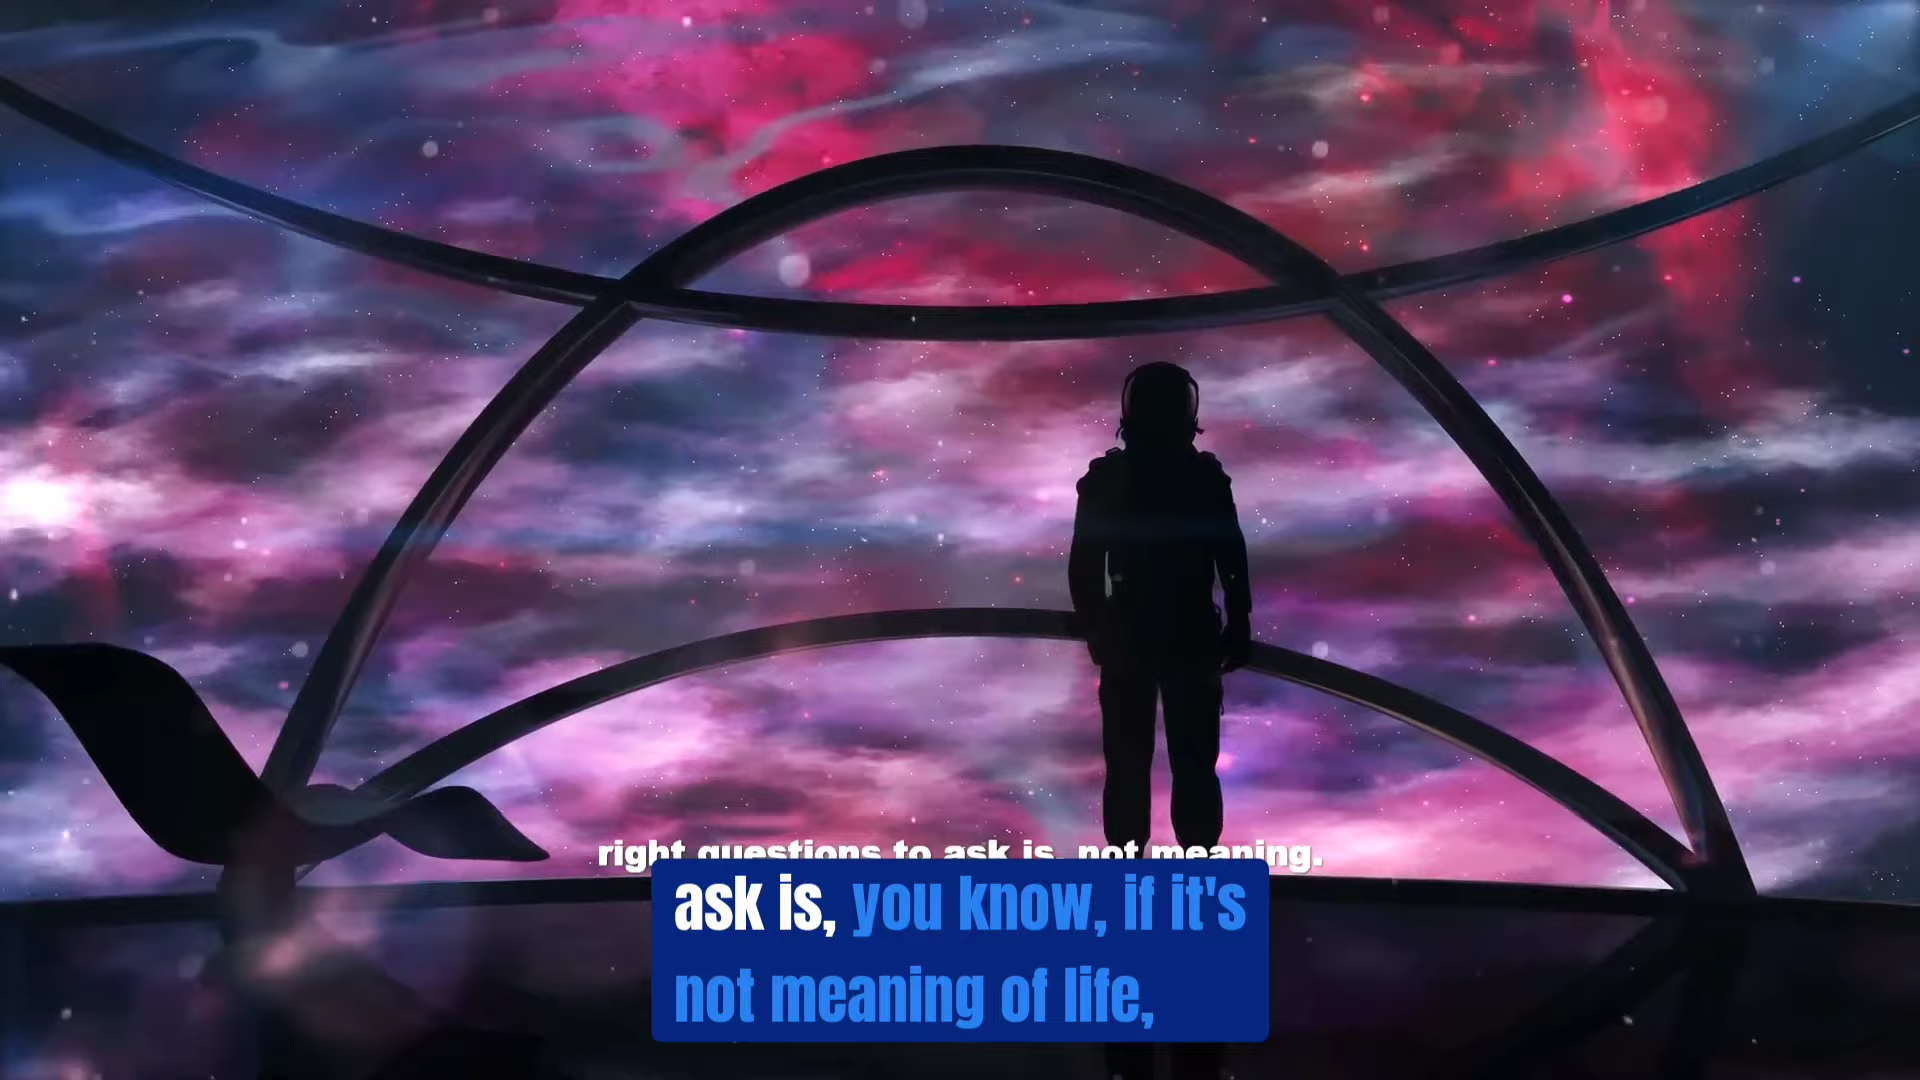 right questions to ask is, not meaning.
ask is, you know, if it's
not meaning of life,